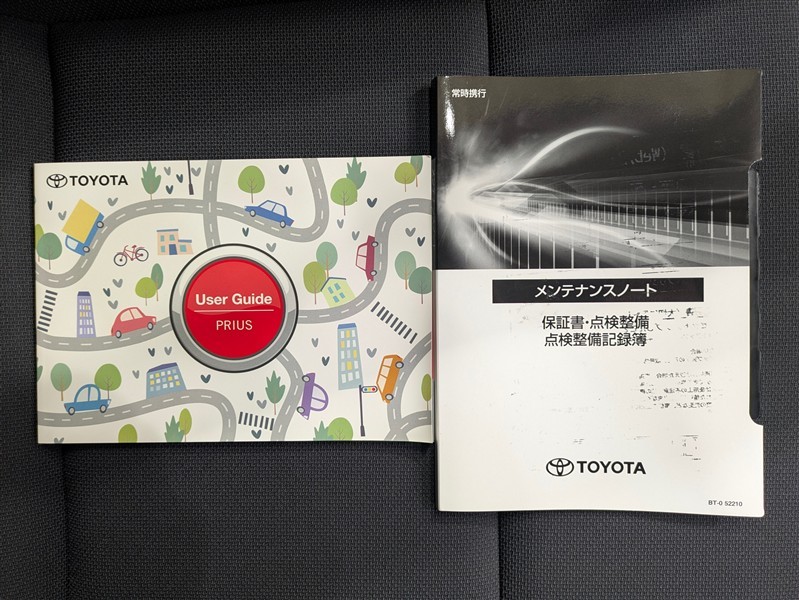 TOYOTA
User Guide
PRIUS
常時携行
メンテナンスノート
保証書・点検整備
点検整備記録簿
TOYOTA
BT-0 52210